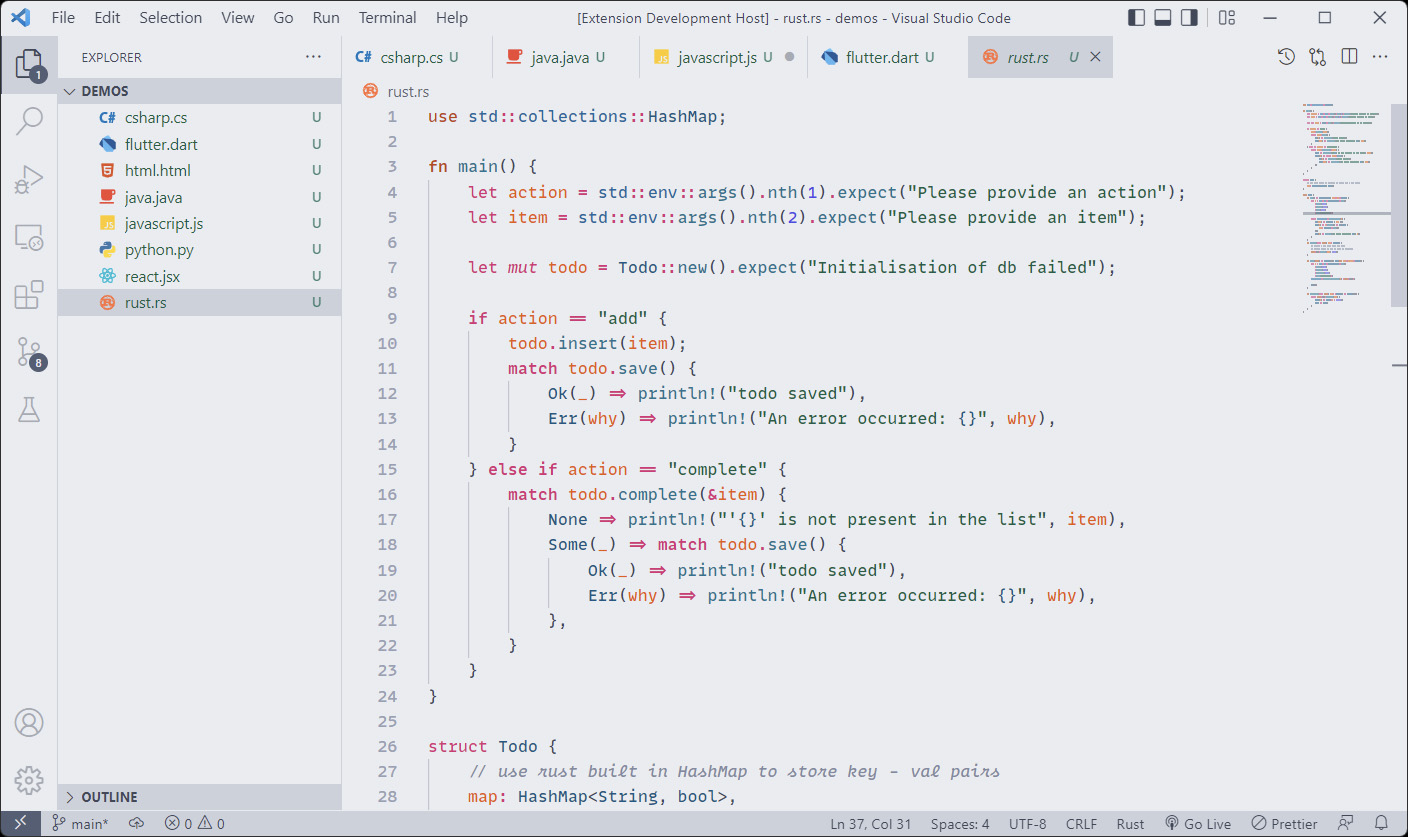 File Edit Selection View Go Run Terminal Help [Extension Development Host] - rust.rs - demos - Visual Studio Code
EXPLORER
1
C# csharp.cs U
java.java U
JS javascript.js U
flutter.dart U
rust.rs U
DEMOS
C# csharp.cs U
flutter.dart U
html.html U
java.java U
JS javascript.js U
python.py U
react.jsx U
rust.rs U
8
OUTLINE
rust.rs
1 use std::collections::HashMap;
2
3 fn main() {
4 let action = std::env::args().nth(1).expect("Please provide an action");
5 let item = std::env::args().nth(2).expect("Please provide an item");
6
7 let mut todo = Todo::new().expect("Initialisation of db failed");
8
9 if action == "add" {
10 todo.insert(item);
11 match todo.save() {
12 Ok(_) => println!("todo saved"),
13 Err(why) => println!("An error occurred: {}", why),
14 }
15 } else if action == "complete" {
16 match todo.complete(&item) {
17 None => println!("'{}' is not present in the list", item),
18 Some(_) => match todo.save() {
19 Ok(_) => println!("todo saved"),
20 Err(why) => println!("An error occurred: {}", why),
21 },
22 }
23 }
24 }
25
26 struct Todo {
27 // use rust built in HashMap to store key - val pairs
28 map: HashMap<String, bool>,
main* 0 0 Ln 37, Col 31 Spaces: 4 UTF-8 CRLF Rust Go Live Prettier